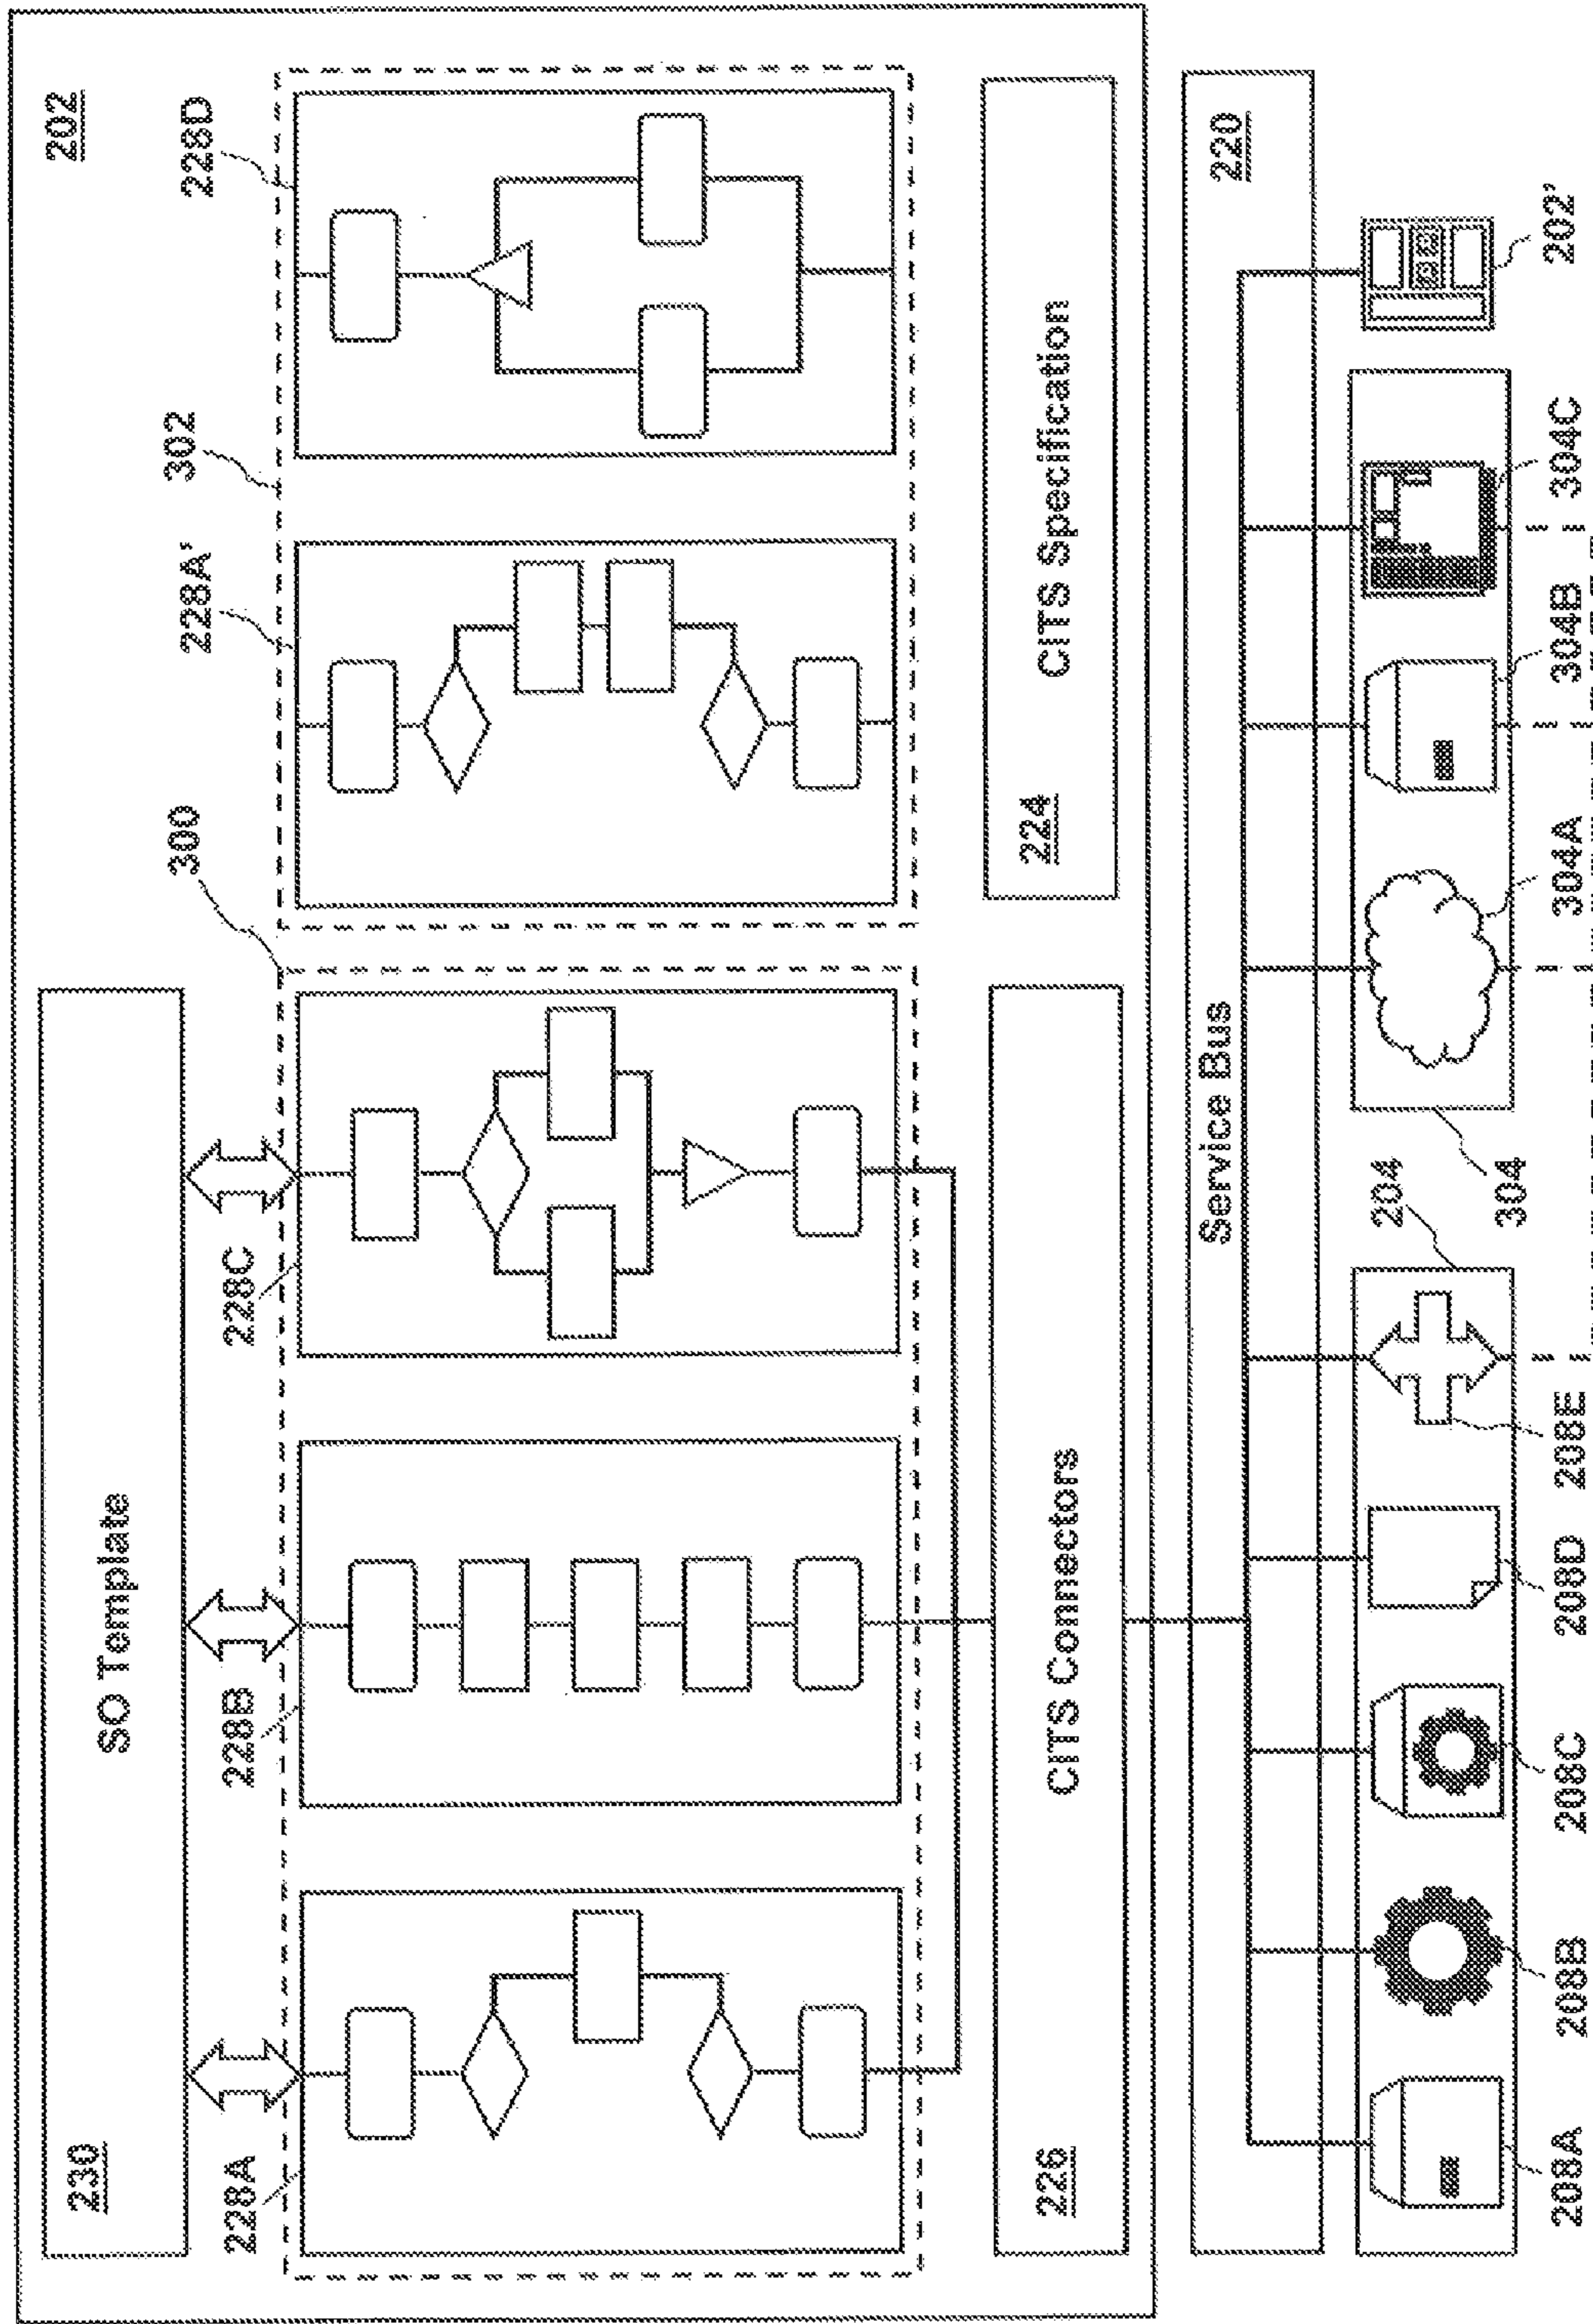 202
230
SO Template
228A
228B
228C
300
302
228A'
228D
226
CITS Connectors
224
CITS Specification
Service Bus
220
204
304
202'
208A
208B
208C
208D
208E
304A
304B
304C